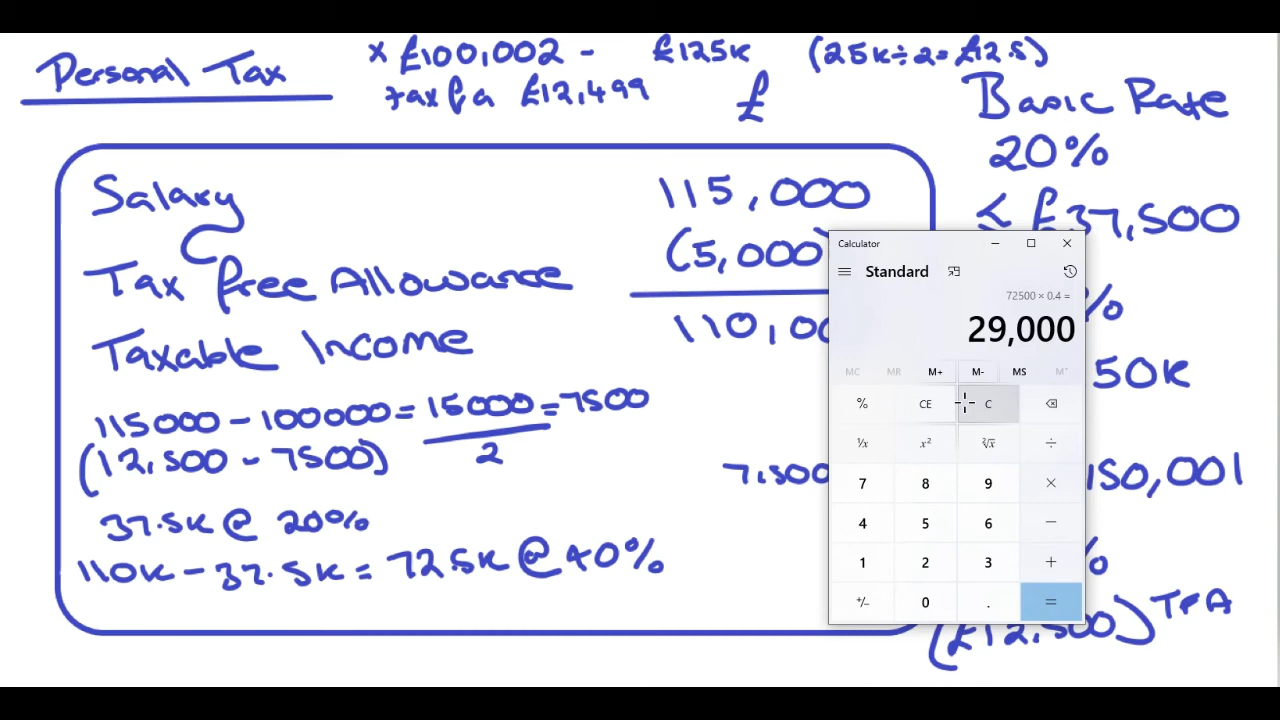 Personal Tax
x £100,002 - £125K (25K÷2=£12.5)
tax fa £12,499
£
Basic Rate
20%
≤ £37,500
Salary 115,000
Tax free Allowance (5,000
Taxable Income 110,00
115000 - 100000 = 15000 = 7500
2
(12,500 - 7500)
7,500
37.5K @ 20%
110K - 37.5K = 72.5K @ 40%
%
50K
150,001
%
(£12,500) TFA
Calculator
Standard
72500 × 0.4 =
29,000
MC MR M+ M- MS M˅
% CE C
¹/x x² ²√x ÷
7 8 9 ×
4 5 6 −
1 2 3 +
+/− 0 . =